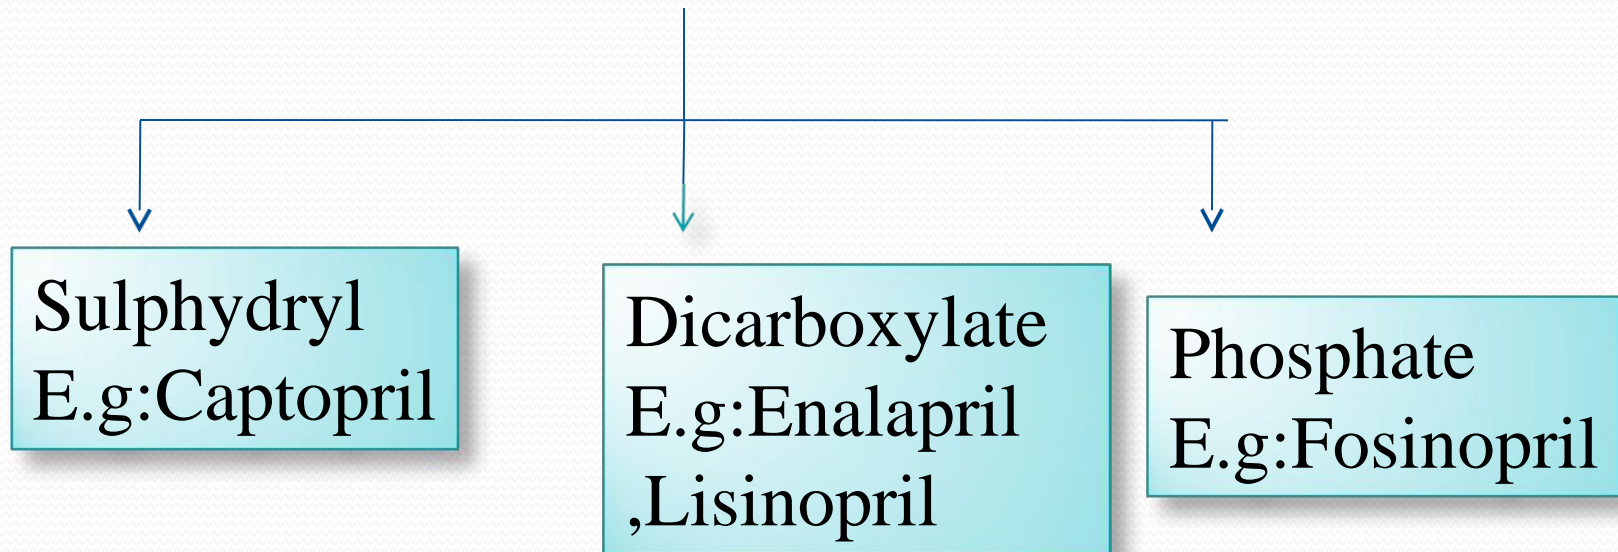 Sulphydryl
E.g:Captopril
Dicarboxylate
E.g:Enalapril
,Lisinopril
Phosphate
E.g:Fosinopril